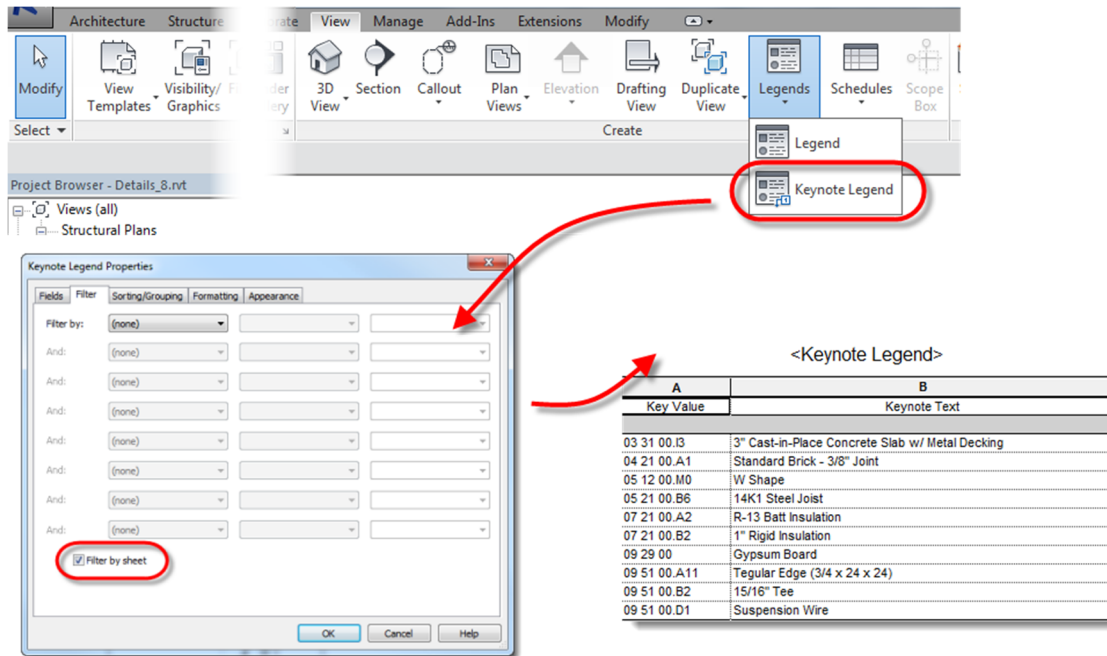 Architecture Structure rate View Manage Add-Ins Extensions Modify
Modify View Templates Visibility/ Graphics 3D View Section Callout Plan Views Elevation Drafting View Duplicate View Legends Schedules Scope Box
Select Create
Legend
Keynote Legend
Project Browser - Details_8.rvt
Views (all)
Structural Plans
Keynote Legend Properties
Fields Filter Sorting/Grouping Formatting Appearance
Filter by: (none)
And: (none)
And: (none)
And: (none)
And: (none)
And: (none)
And: (none)
And: (none)
Filter by sheet
OK Cancel Help
<Keynote Legend>
A B
Key Value Keynote Text
03 31 00.I3 3" Cast-in-Place Concrete Slab w/ Metal Decking
04 21 00.A1 Standard Brick - 3/8" Joint
05 12 00.M0 W Shape
05 21 00.B6 14K1 Steel Joist
07 21 00.A2 R-13 Batt Insulation
07 21 00.B2 1" Rigid Insulation
09 29 00 Gypsum Board
09 51 00.A11 Tegular Edge (3/4 x 24 x 24)
09 51 00.B2 15/16" Tee
09 51 00.D1 Suspension Wire